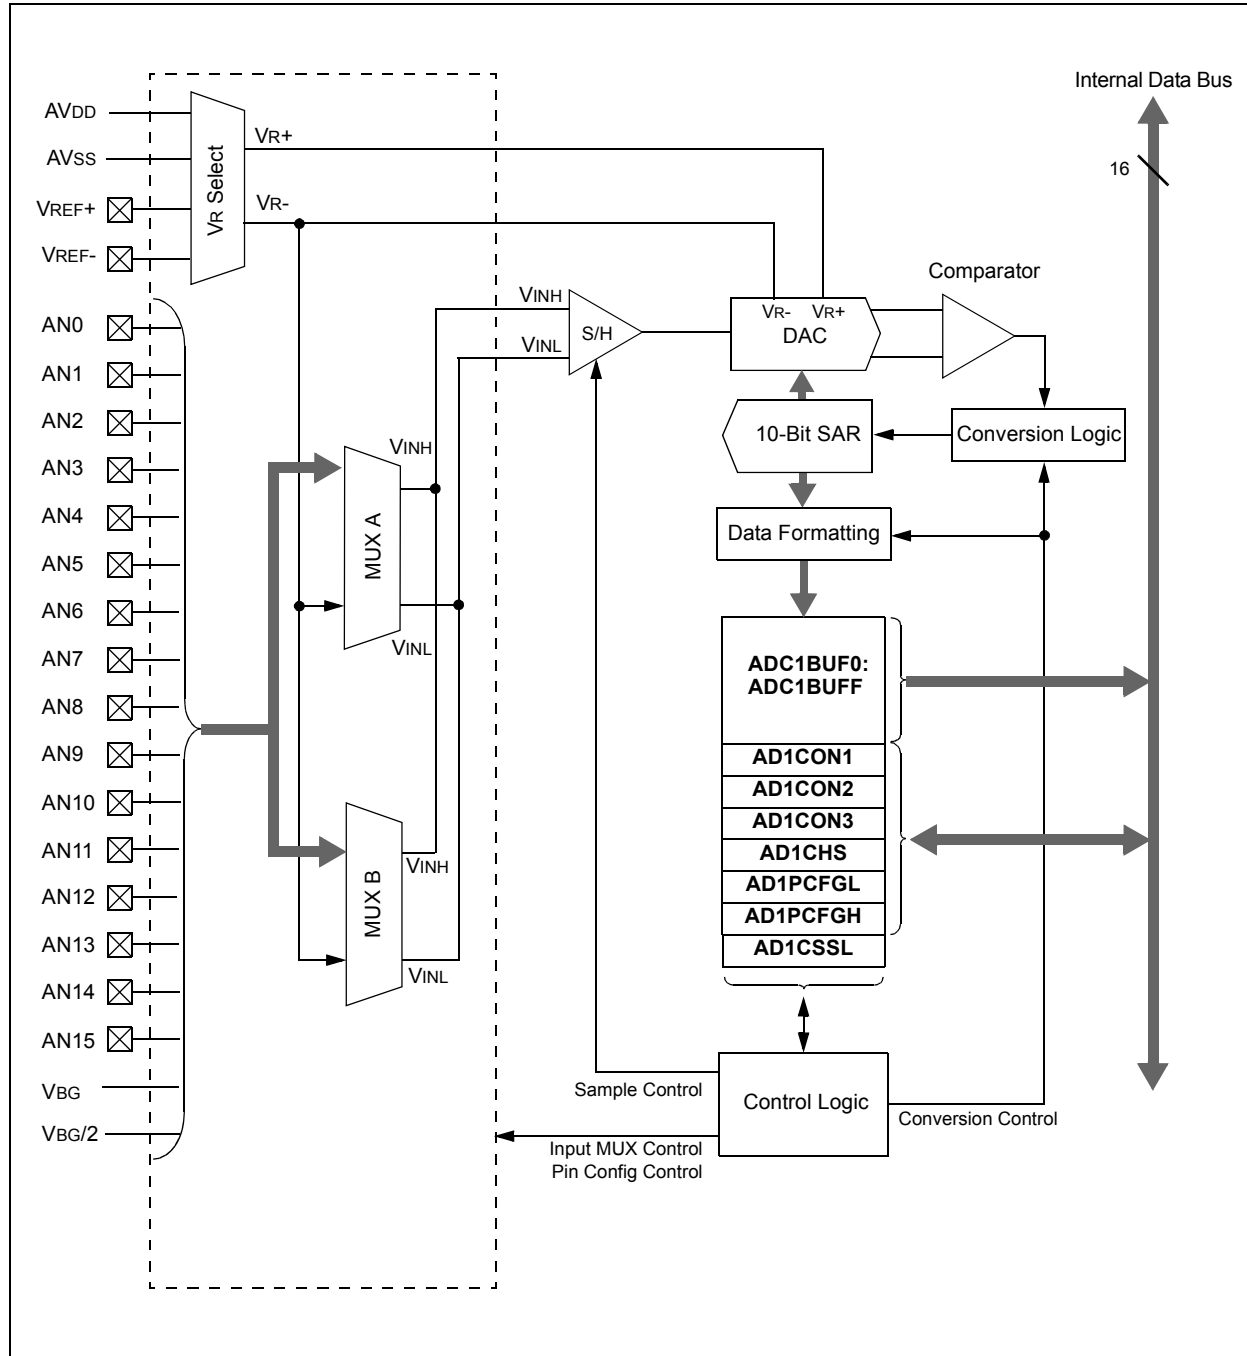 Internal Data Bus
16
AVDD
AVSS
VREF+
VREF-
VR Select
VR+
VR-
Comparator
VINH
VINL
S/H
VR- VR+
DAC
10-Bit SAR
Conversion Logic
Data Formatting
AN0
AN1
AN2
AN3
AN4
AN5
AN6
AN7
AN8
AN9
AN10
AN11
AN12
AN13
AN14
AN15
VBG
VBG/2
MUX A
VINH
VINL
MUX B
VINH
VINL
ADC1BUF0:
ADC1BUFF
AD1CON1
AD1CON2
AD1CON3
AD1CHS
AD1PCFGL
AD1PCFGH
AD1CSSL
Sample Control
Control Logic
Conversion Control
Input MUX Control
Pin Config Control